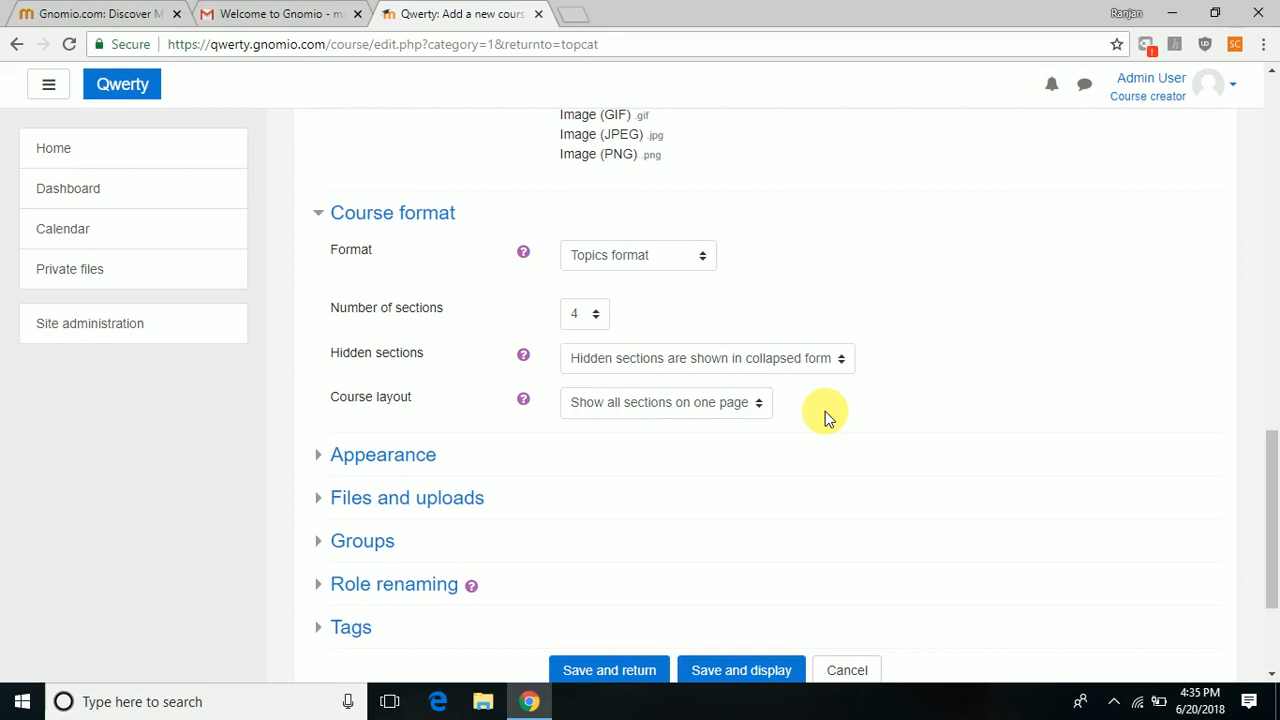 Gnomio.com: Discover M
Welcome to Gnomio - ma
Qwerty: Add a new cours
Ranjan
Secure
https://qwerty.gnomio.com/course/edit.php?category=1&returnto=topcat
SC
Qwerty
Admin User
Course creator
Home
Dashboard
Calendar
Private files
Site administration
Image (GIF) .gif
Image (JPEG) .jpg
Image (PNG) .png
Course format
Format
Topics format
Number of sections
4
Hidden sections
Hidden sections are shown in collapsed form
Course layout
Show all sections on one page
Appearance
Files and uploads
Groups
Role renaming
Tags
Save and return
Save and display
Cancel
Type here to search
4:35 PM
6/20/2018